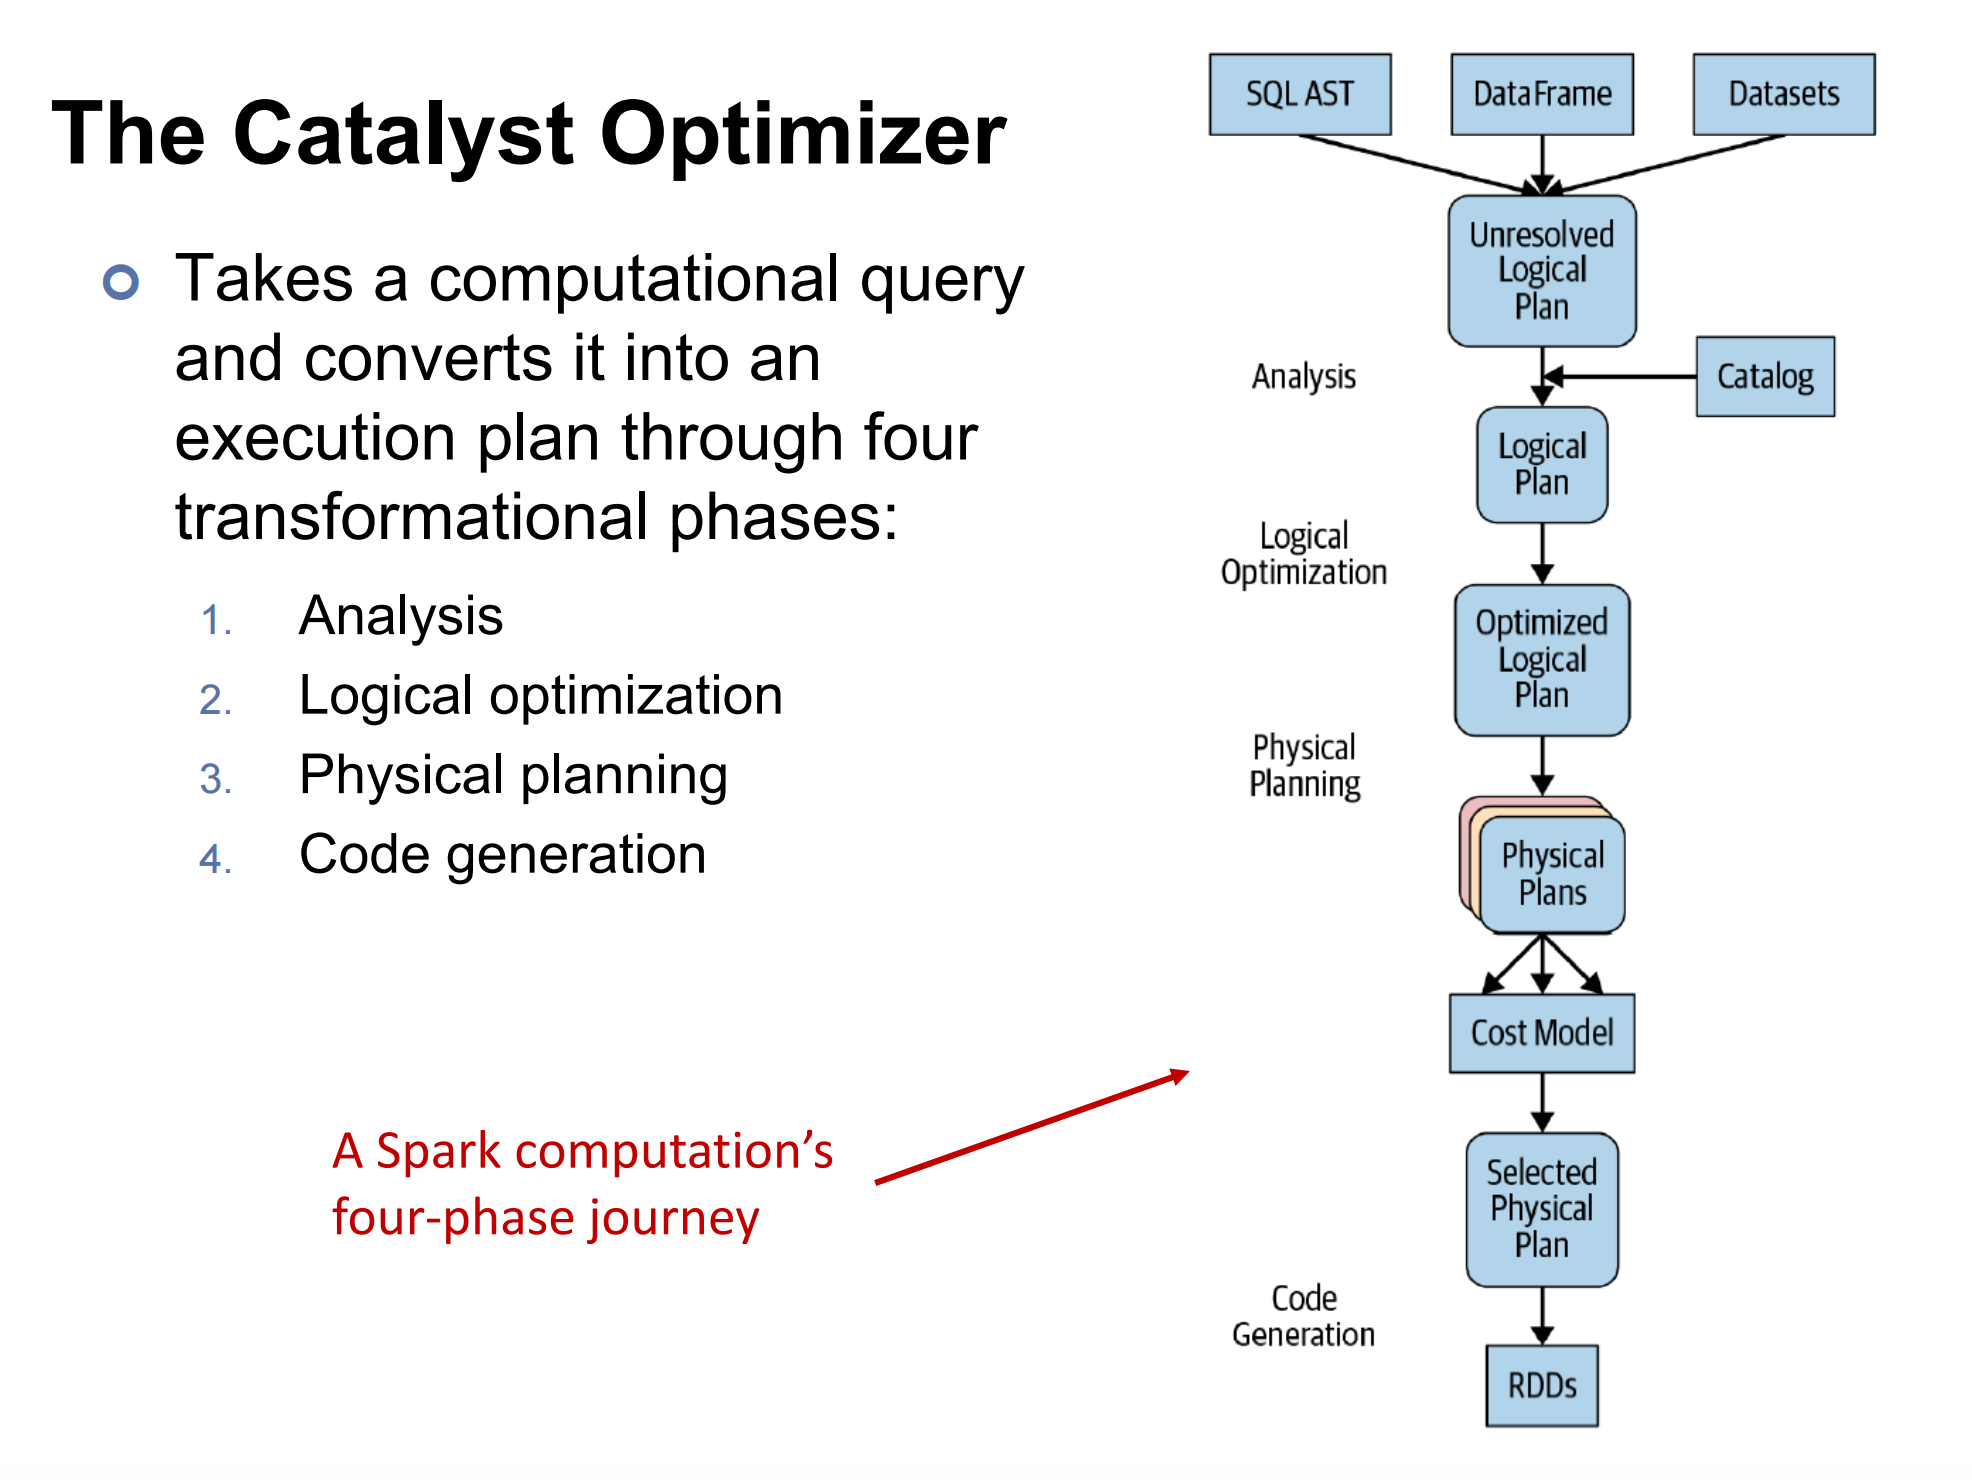 The Catalyst Optimizer
Takes a computational query
and converts it into an
execution plan through four
transformational phases:
1. Analysis
2. Logical optimization
3. Physical planning
4. Code generation
A Spark computation’s
four-phase journey
SQL AST
DataFrame
Datasets
Unresolved
Logical
Plan
Analysis
Catalog
Logical
Plan
Logical
Optimization
Optimized
Logical
Plan
Physical
Planning
Physical
Plans
Cost Model
Selected
Physical
Plan
Code
Generation
RDDs